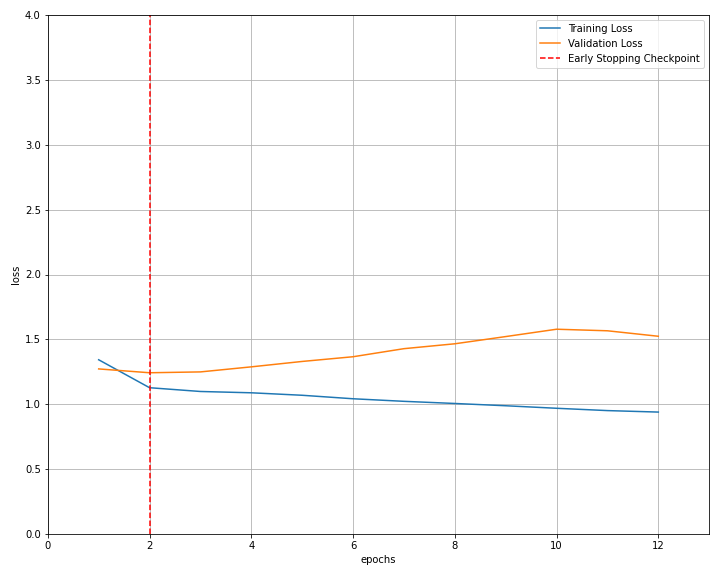 4.0
3.5
3.0
2.5
2.0
1.5
1.0
0.5
0.0
loss
0 2 4 6 8 10 12
epochs
Training Loss
Validation Loss
Early Stopping Checkpoint